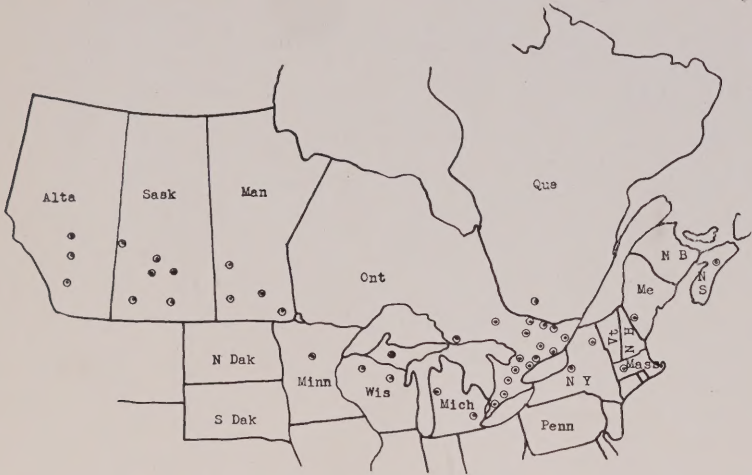 Alta
Sask
Man
Ont
Que
N B
N
S
Me
Vt
N H
Mass
N Y
Penn
Mich
Wis
Minn
N Dak
S Dak